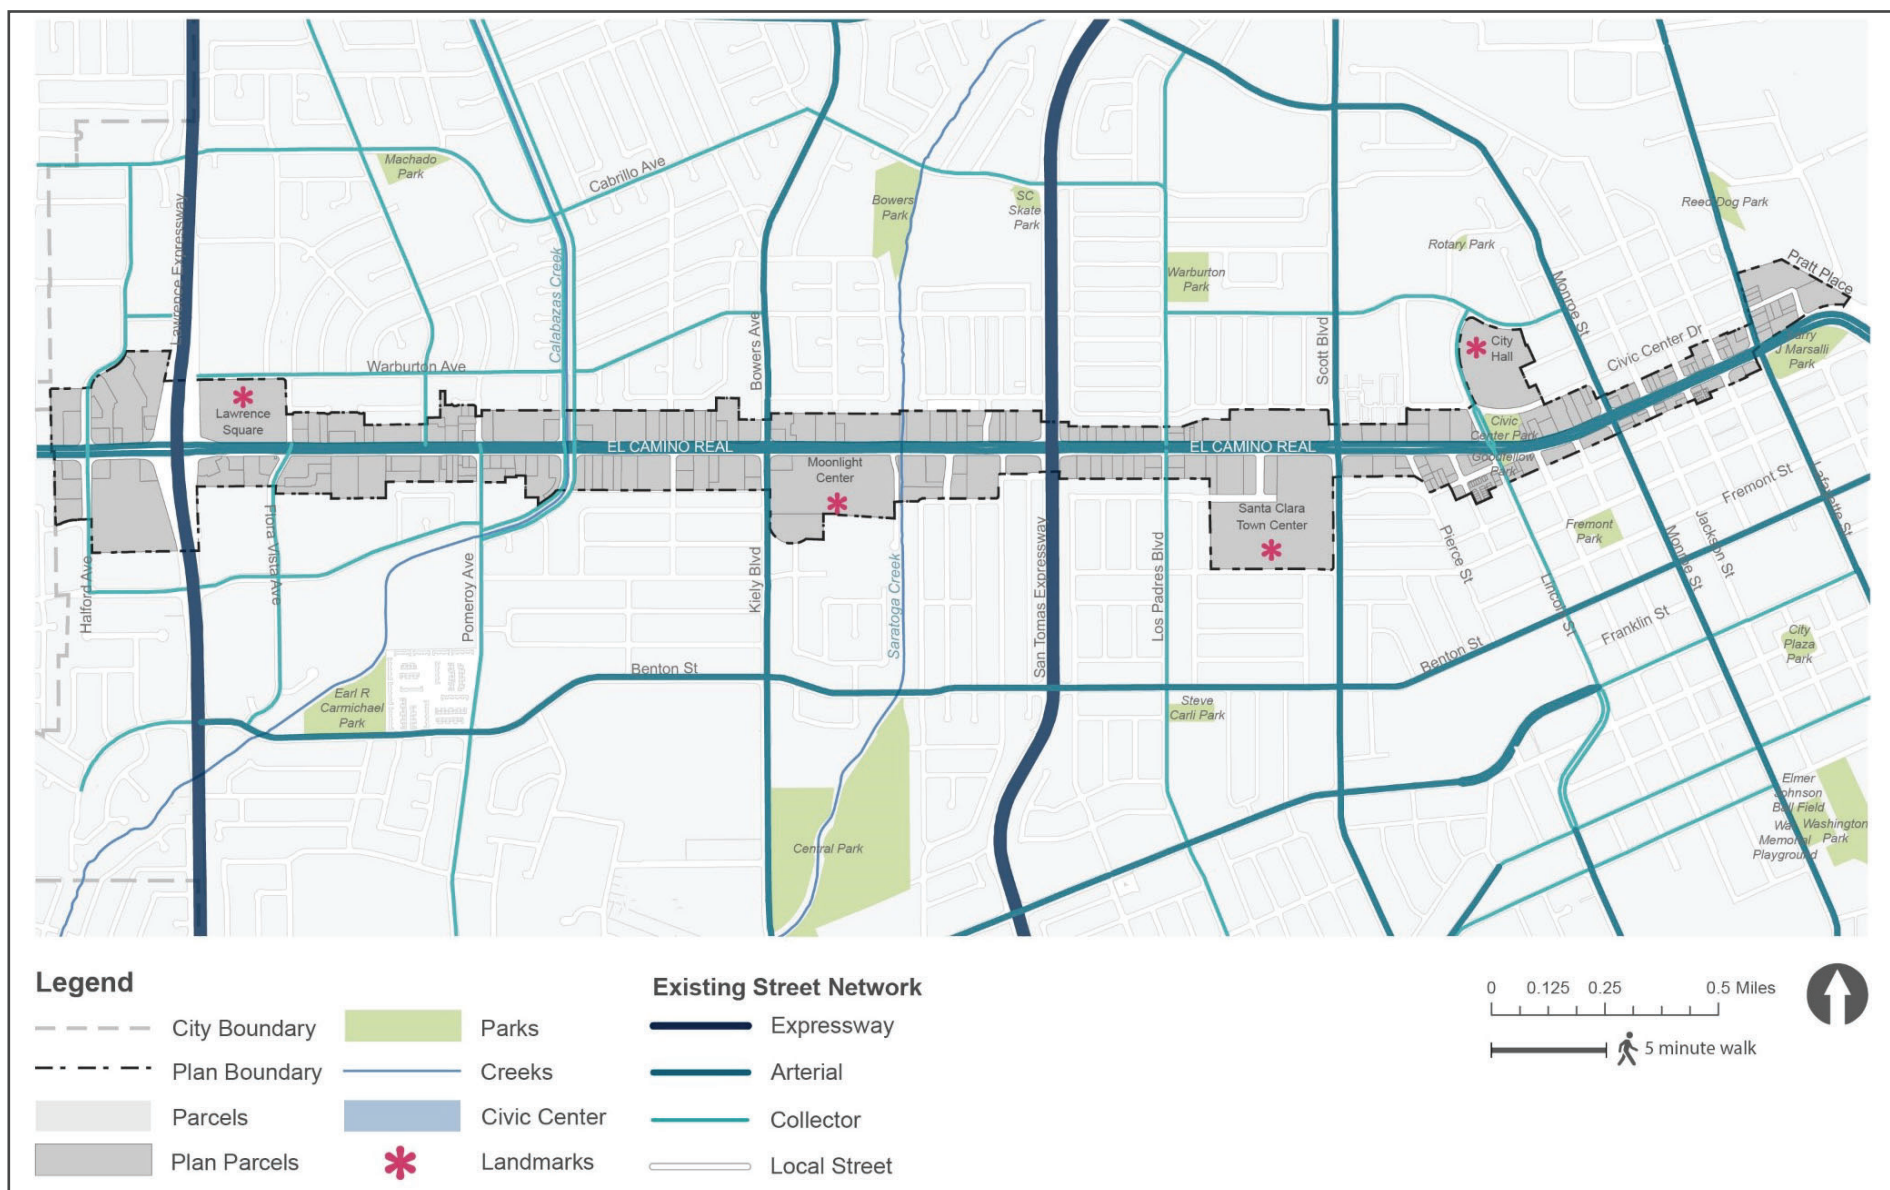 Machado
Park
Cabrillo Ave
Bowers
Park
SC
Skate
Park
Reed Dog Park
Rotary Park
Lawrence Expressway
Calabazas Creek
Warburton
Park
Pratt Place
Monroe St
Bowers Ave
Scott Blvd
Warburton Ave
City
Hall
Civic Center Dr
J Marsalli
Park
Lawrence
Square
Civic
Center Park
EL CAMINO REAL
EL CAMINO REAL
Goodfellow
Park
Moonlight
Center
Santa Clara
Town Center
Fremont St
Lafayette St
Flora Vista Ave
Halford Ave
Pomeroy Ave
Kiely Blvd
Saratoga Creek
San Tomas Expressway
Los Padres Blvd
Pierce St
Fremont
Park
Monroe St
Jackson St
Lincoln St
Franklin St
Benton St
Benton St
City
Plaza
Park
Earl R
Carmichael
Park
Steve
Carli Park
Central Park
Elmer
Johnson
Ball Field
Washington
Park
Memorial
Playground
Legend
City Boundary
Plan Boundary
Parcels
Plan Parcels
Parks
Creeks
Civic Center
Landmarks
Existing Street Network
Expressway
Arterial
Collector
Local Street
0 0.125 0.25 0.5 Miles
5 minute walk